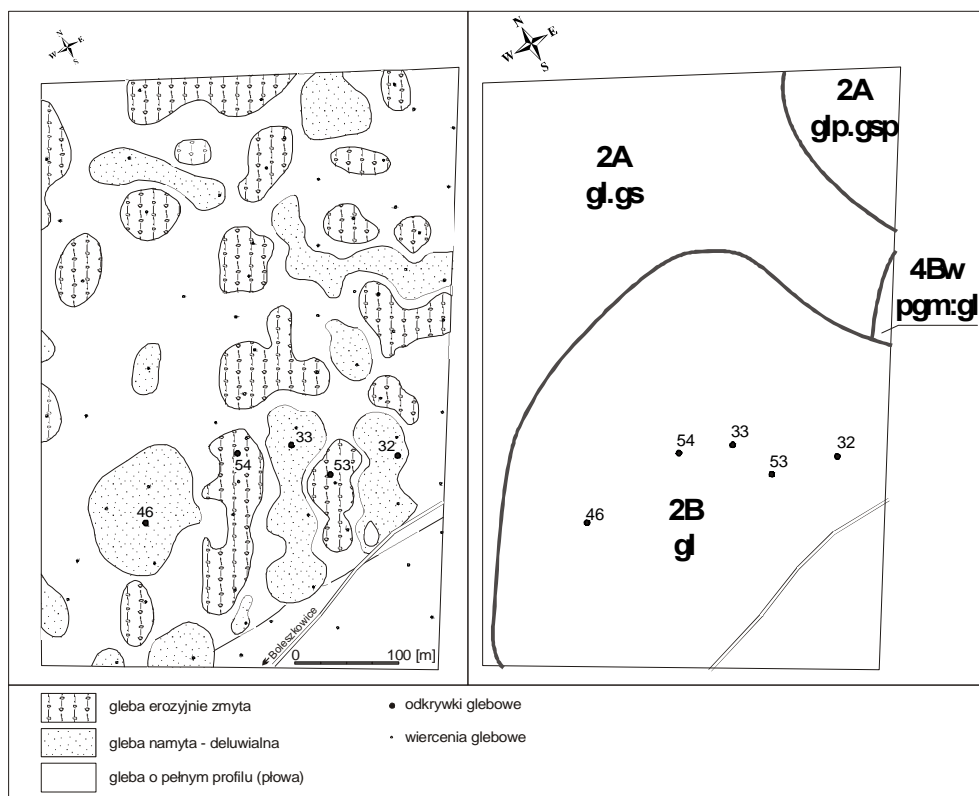 N
W E
S
33
32
54
53
46
Boleszkowice
0 100 [m]
N
W E
S
2A
glp.gsp
2A
gl.gs
4Bw
pgm:gl
33
54
32
53
46
2B
gl
gleba erozyjnie zmyta
odkrywki glebowe
gleba namyta - deluwialna
wiercenia glebowe
gleba o pełnym profilu (płowa)